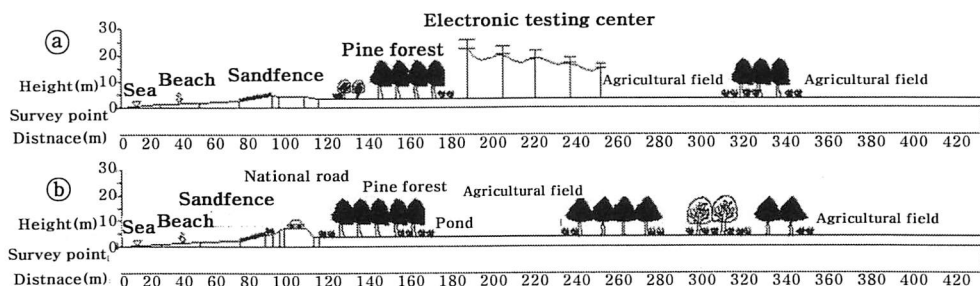 Electronic testing center
ⓐ
30
20
10
0
Height(m)
Sea
Beach
Sandfence
Pine forest
Agricultural field
Agricultural field
Survey point
Distnace(m)
0 20 40 60 80 100 120 140 160 180 200 220 240 260 280 300 320 340 360 380 400 420
ⓑ
30
20
10
0
Height(m)
Sea
Beach
Sandfence
National road
Pine forest
Pond
Agricultural field
Agricultural field
Survey point
Distance(m)
0 20 40 60 80 100 120 140 160 180 200 220 240 260 280 300 320 340 360 380 400 420